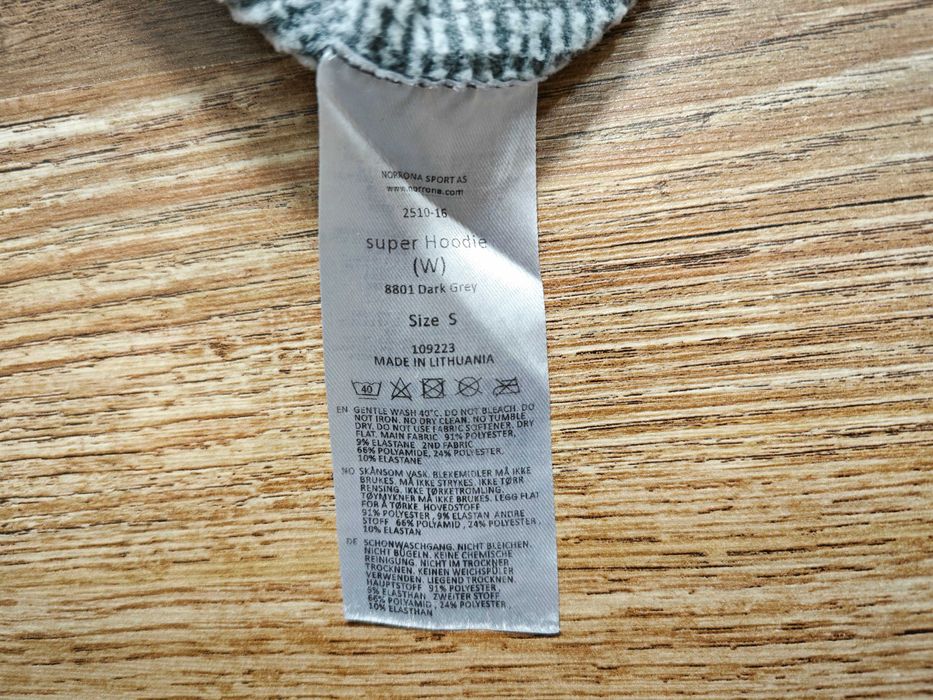 NORRONA SPORT AS
www.norrona.com
2510-16
super Hoodie
(W)
8801 Dark Grey
Size S
109223
MADE IN LITHUANIA
40
EN GENTLE WASH 40°C. DO NOT BLEACH. DO
NOT IRON. NO DRY CLEAN. NO TUMBLE
DRY. DO NOT USE FABRIC SOFTENER. DRY
FLAT. MAIN FABRIC 91% POLYESTER,
9% ELASTANE 2ND FABRIC
66% POLYAMIDE, 24% POLYESTER,
10% ELASTANE
NO SKÅNSOM VASK. BLEKEMIDLER MÅ IKKE
BRUKES. MÅ IKKE STRYKES. IKKE TØRR
RENSING. IKKE TØRKETROMLING.
TØYMYKNER MÅ IKKE BRUKES. LEGG FLAT
FOR Å TØRKE. HOVEDSTOFF
91% POLYESTER, 9% ELASTAN ANDRE
STOFF 66% POLYAMID, 24% POLYESTER,
10% ELASTAN
DE SCHONWASCHGANG. NICHT BLEICHEN.
NICHT BÜGELN. KEINE CHEMISCHE
REINIGUNG. NICHT IM TROCKNER
TROCKNEN. KEINEN WEICHSPÜLER
VERWENDEN. LIEGEND TROCKNEN.
HAUPTSTOFF 91% POLYESTER,
9% ELASTHAN ZWEITER STOFF
66% POLYAMID, 24% POLYESTER,
10% ELASTHAN